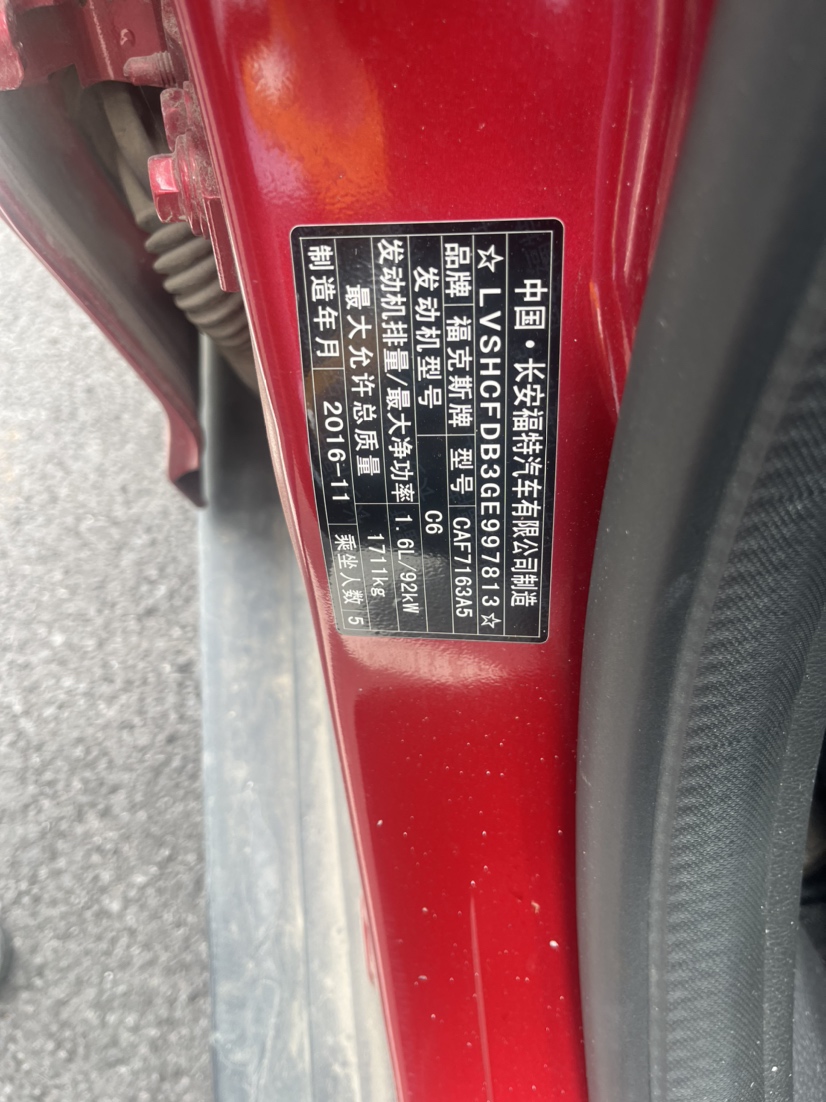 中国·长安福特汽车有限公司制造
☆LVSHCFDB3GE997813☆
品牌 福克斯牌 型号 CAF7163A5
发动机型号 C6
发动机排量/最大净功率 1.6L/92kW
最大允许总质量 1711kg
制造年月 2016-11 乘坐人数 5